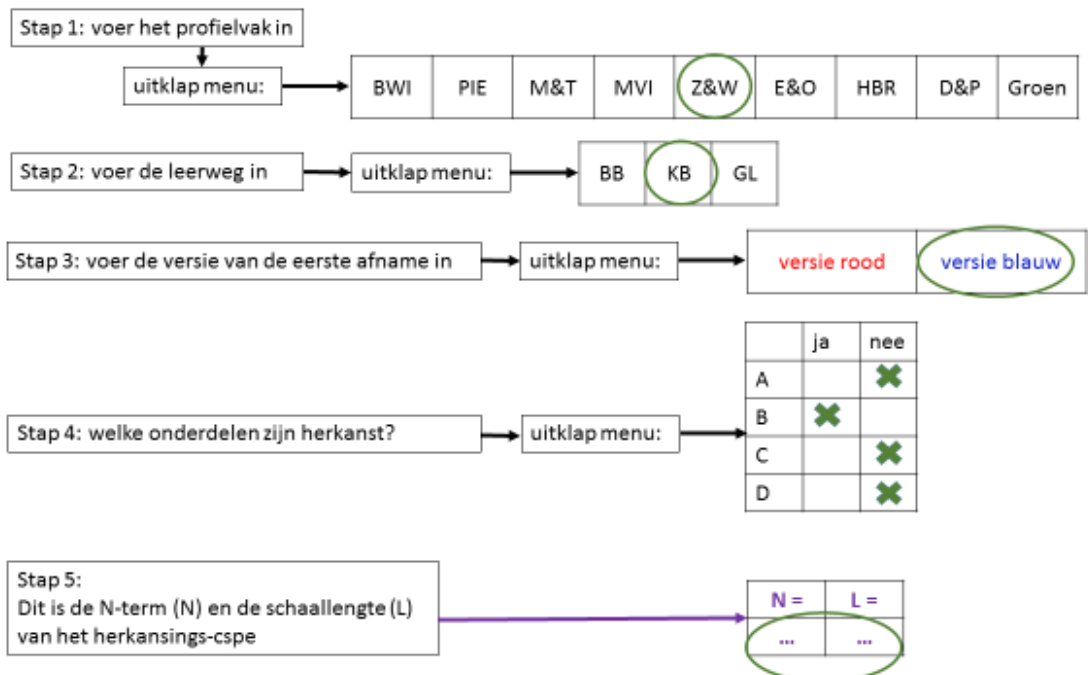 Stap 1: voer het profielvak in
uitklap menu:
BWI PIE M&T MVI Z&W E&O HBR D&P Groen
Stap 2: voer de leerweg in
uitklap menu:
BB KB GL
Stap 3: voer de versie van de eerste afname in
uitklap menu:
versie rood versie blauw
Stap 4: welke onderdelen zijn herkanst?
uitklap menu:
ja nee
A
B
C
D
Stap 5:
Dit is de N-term (N) en de schaallengte (L)
van het herkansings-cspe
N = L =
... ...